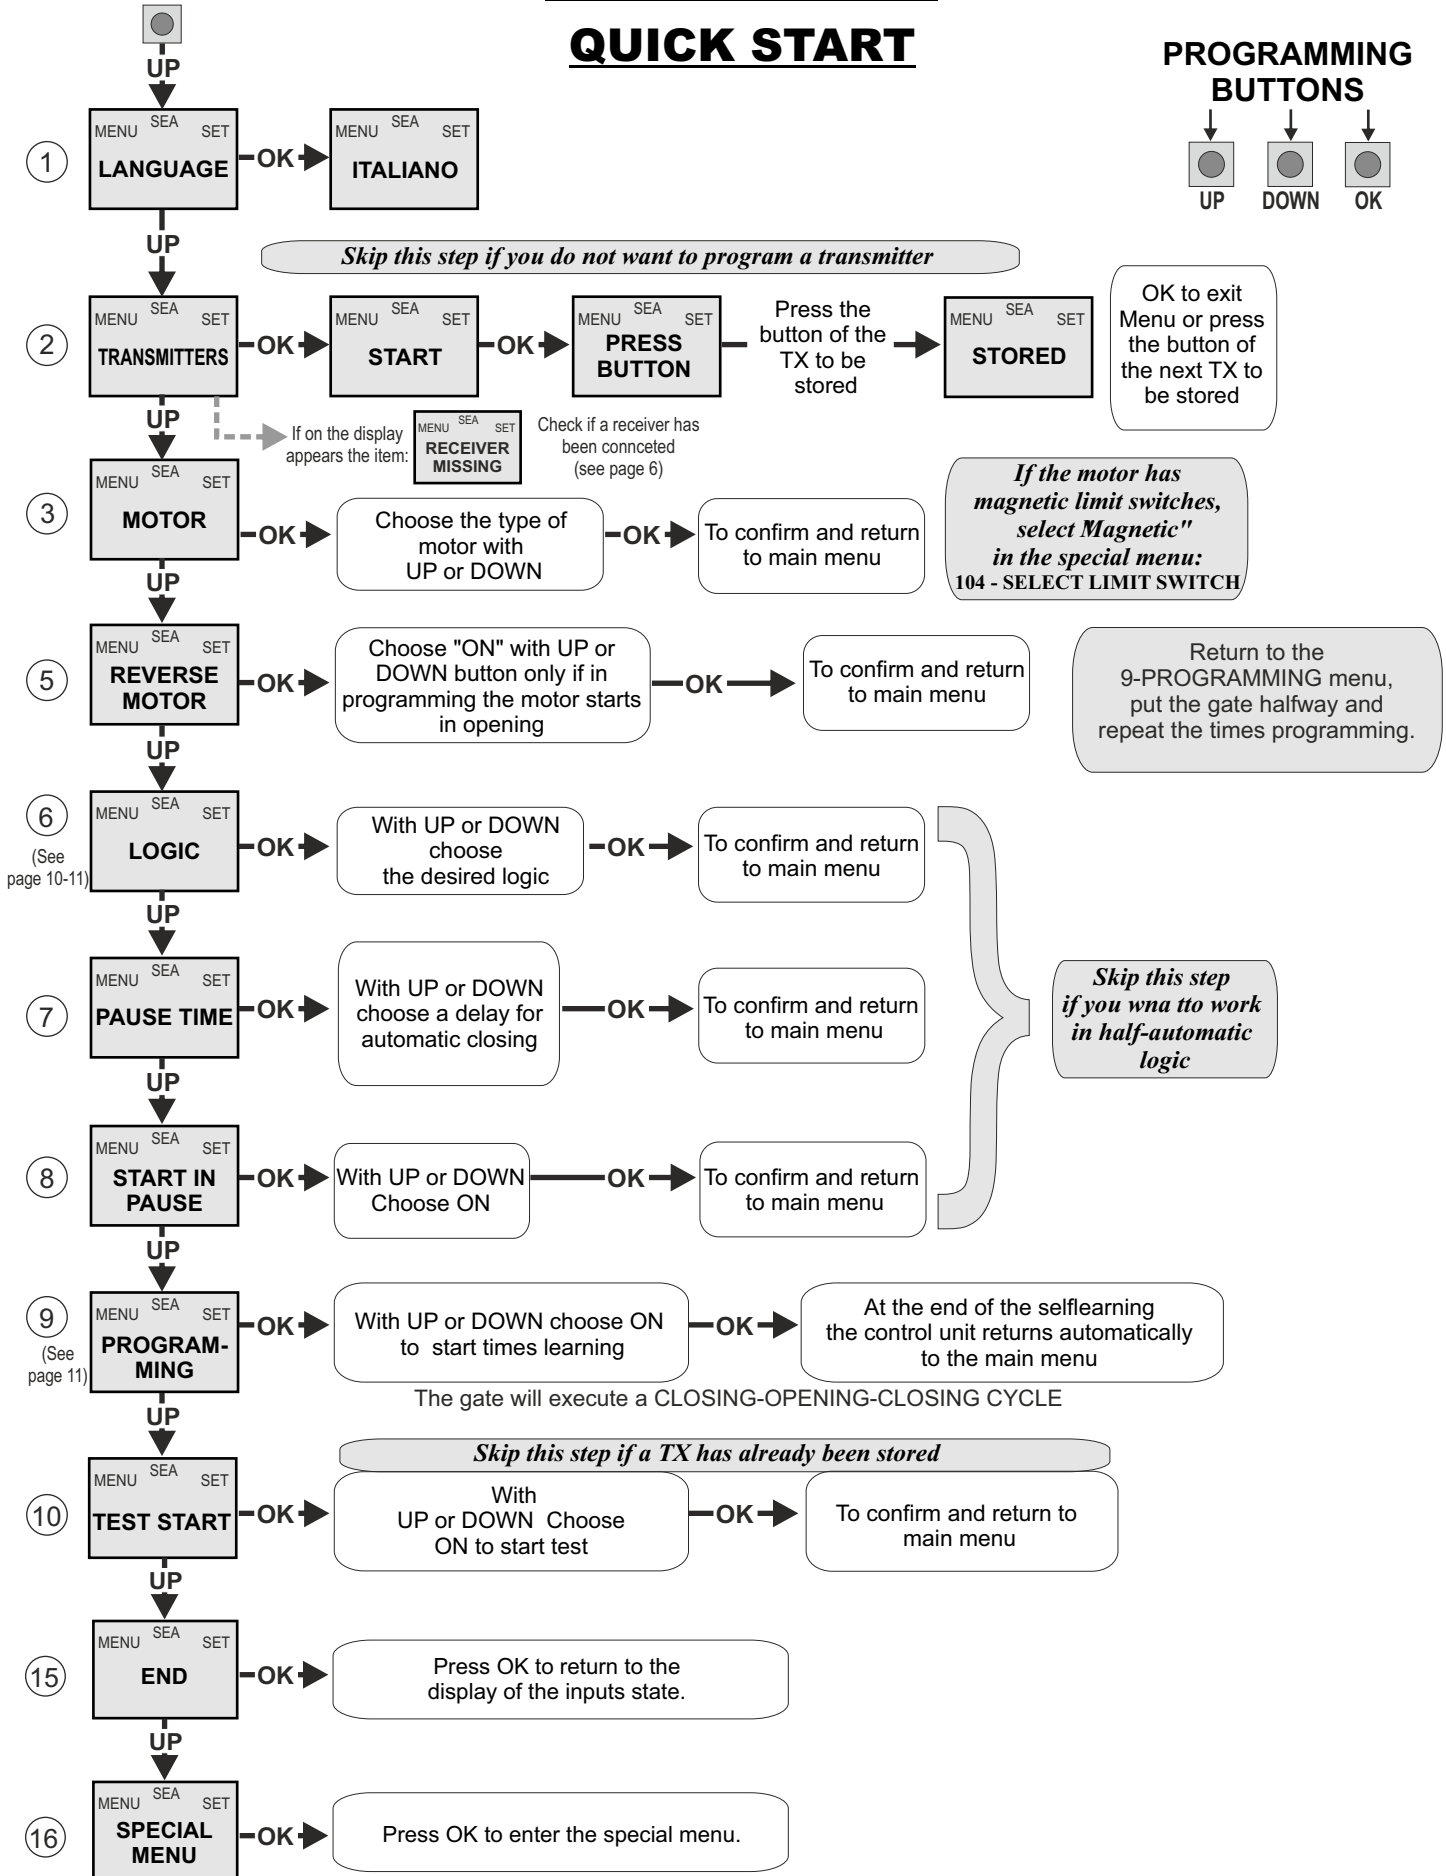 QUICK START
PROGRAMMING
BUTTONS
UP DOWN OK
UP
1
MENU SEA SET
LANGUAGE
OK
MENU SEA SET
ITALIANO
UP
Skip this step if you do not want to program a transmitter
2
MENU SEA SET
TRANSMITTERS
OK
MENU SEA SET
START
OK
MENU SEA SET
PRESS
BUTTON
Press the
button of the
TX to be
stored
MENU SEA SET
STORED
OK to exit
Menu or press
the button of
the next TX to
be stored
UP
If on the display
appears the item:
MENU SEA SET
RECEIVER
MISSING
Check if a receiver has
been connceted
(see page 6)
3
MENU SEA SET
MOTOR
OK
Choose the type of
motor with
UP or DOWN
OK
To confirm and return
to main menu
If the motor has
magnetic limit switches,
select "Magnetic"
in the special menu:
104 - SELECT LIMIT SWITCH
UP
5
MENU SEA SET
REVERSE
MOTOR
OK
Choose "ON" with UP or
DOWN button only if in
programming the motor starts
in opening
OK
To confirm and return
to main menu
Return to the
9-PROGRAMMING menu,
put the gate halfway and
repeat the times programming.
UP
6
(See
page 10-11)
MENU SEA SET
LOGIC
OK
With UP or DOWN
choose
the desired logic
OK
To confirm and return
to main menu
UP
7
MENU SEA SET
PAUSE TIME
OK
With UP or DOWN
choose a delay for
automatic closing
OK
To confirm and return
to main menu
Skip this step
if you wna tto work
in half-automatic
logic
UP
8
MENU SEA SET
START IN
PAUSE
OK
With UP or DOWN
Choose ON
OK
To confirm and return
to main menu
UP
9
(See
page 11)
MENU SEA SET
PROGRAM-
MING
OK
With UP or DOWN choose ON
to start times learning
OK
At the end of the selflearning
the control unit returns automatically
to the main menu
The gate will execute a CLOSING-OPENING-CLOSING CYCLE
UP
Skip this step if a TX has already been stored
10
MENU SEA SET
TEST START
OK
With
UP or DOWN Choose
ON to start test
OK
To confirm and return to
main menu
UP
15
MENU SEA SET
END
OK
Press OK to return to the
display of the inputs state.
UP
16
MENU SEA SET
SPECIAL
MENU
OK
Press OK to enter the special menu.